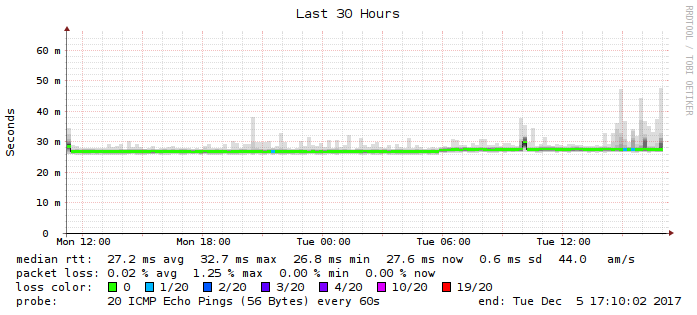 Last 30 Hours
RRDTOOL / TOBI OETIKER
Seconds
60 m
50 m
40 m
30 m
20 m
10 m
0
Mon 12:00 Mon 18:00 Tue 00:00 Tue 06:00 Tue 12:00
median rtt: 27.2 ms avg 32.7 ms max 26.8 ms min 27.6 ms now 0.6 ms sd 44.0 am/s
packet loss: 0.02 % avg 1.25 % max 0.00 % min 0.00 % now
loss color: 0 1/20 2/20 3/20 4/20 10/20 19/20
probe: 20 ICMP Echo Pings (56 Bytes) every 60s end: Tue Dec 5 17:10:02 2017